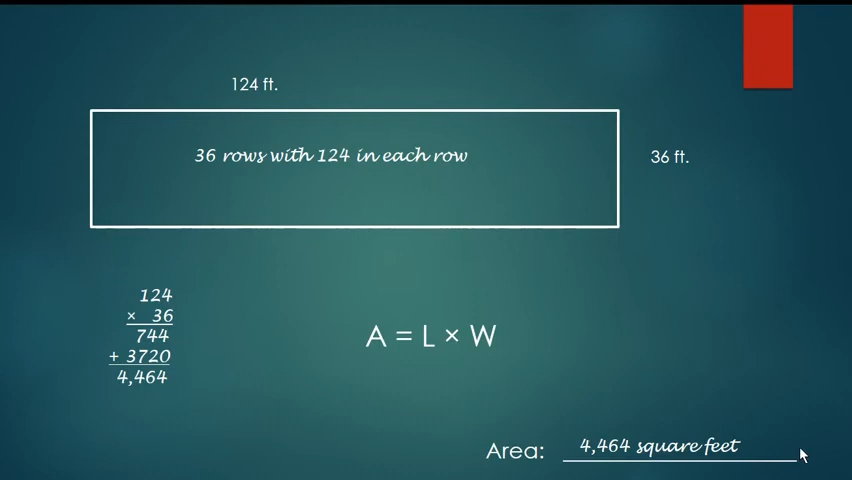 124 ft.
36 rows with 124 in each row
36 ft.
124
× 36
744
+ 3720
4,464
A = L × W
Area: 4,464 square feet